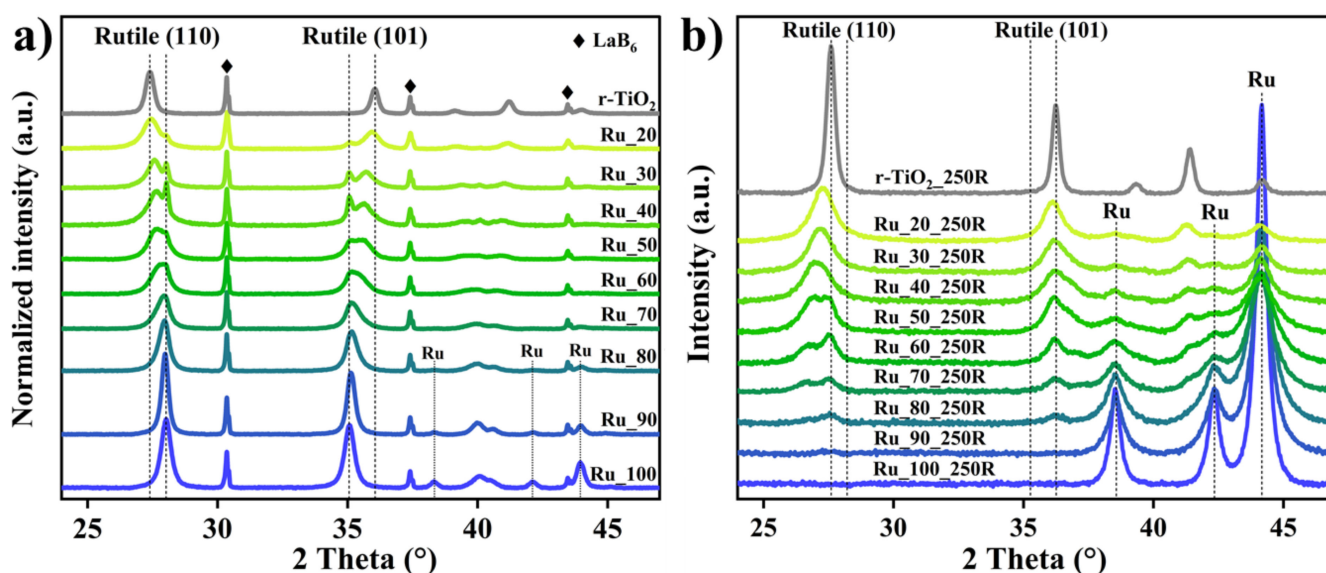 a)
Rutile (110)
Rutile (101)
◆ LaB₆
r-TiO₂
Ru_20
Ru_30
Ru_40
Ru_50
Ru_60
Ru_70
Ru_80
Ru
Ru
Ru
Ru_90
Ru_100
Normalized intensity (a.u.)
25
30
35
40
45
2 Theta (°)
b)
Rutile (110)
Rutile (101)
Ru
r-TiO₂_250R
Ru_20_250R
Ru
Ru
Ru_30_250R
Ru_40_250R
Ru_50_250R
Ru_60_250R
Ru_70_250R
Ru_80_250R
Ru_90_250R
Ru_100_250R
Intensity (a.u.)
25
30
35
40
45
2 Theta (°)